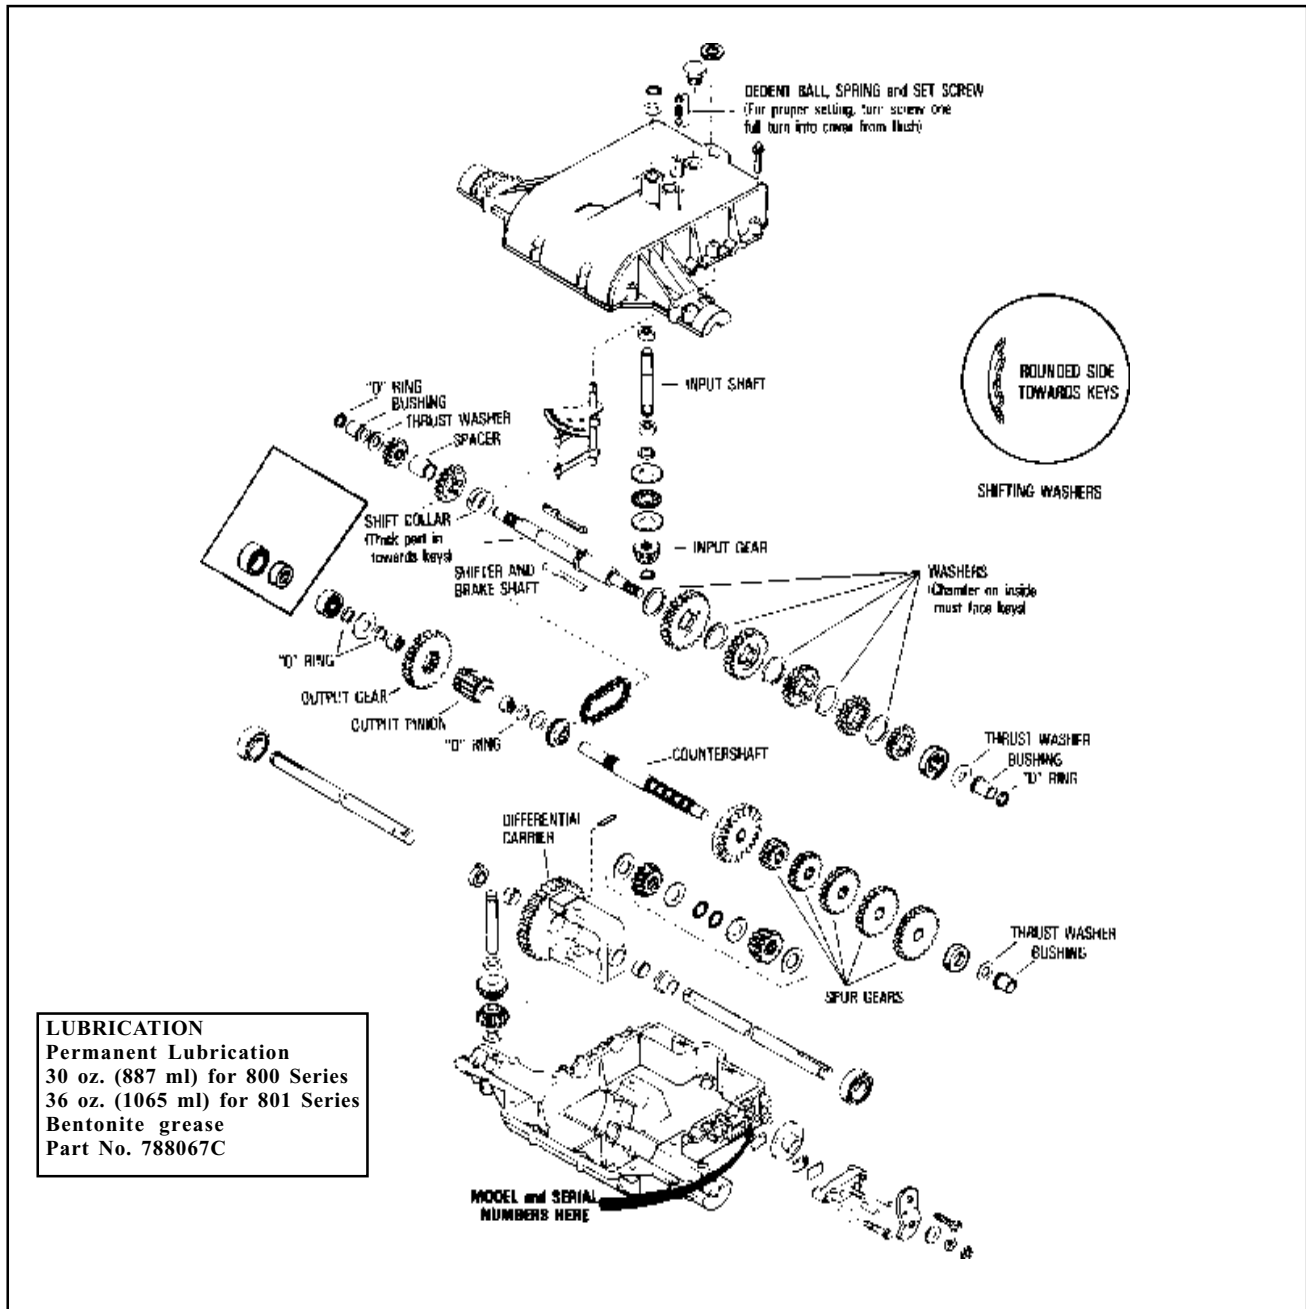 DEDENT BALL, SPRING and SET SCREW
(For proper setting, turn screw one
full turn into cover from flush)
INPUT SHAFT
ROUNDED SIDE
TOWARDS KEYS
SHIFTING WASHERS
"O" RING
BUSHING
THRUST WASHER
SPACER
SHIFT COLLAR
(Thick part in
towards keys)
INPUT GEAR
SHIFTER AND
BRAKE SHAFT
WASHERS
(Chamfer on inside
must face keys)
"O" RING
OUTPUT GEAR
OUTPUT PINION
"O" RING
COUNTERSHAFT
THRUST WASHER
BUSHING
"O" RING
DIFFERENTIAL
CARRIER
THRUST WASHER
BUSHING
SPUR GEARS
LUBRICATION
Permanent Lubrication
30 oz. (887 ml) for 800 Series
36 oz. (1065 ml) for 801 Series
Bentonite grease
Part No. 788067C
MODEL and SERIAL
NUMBERS HERE